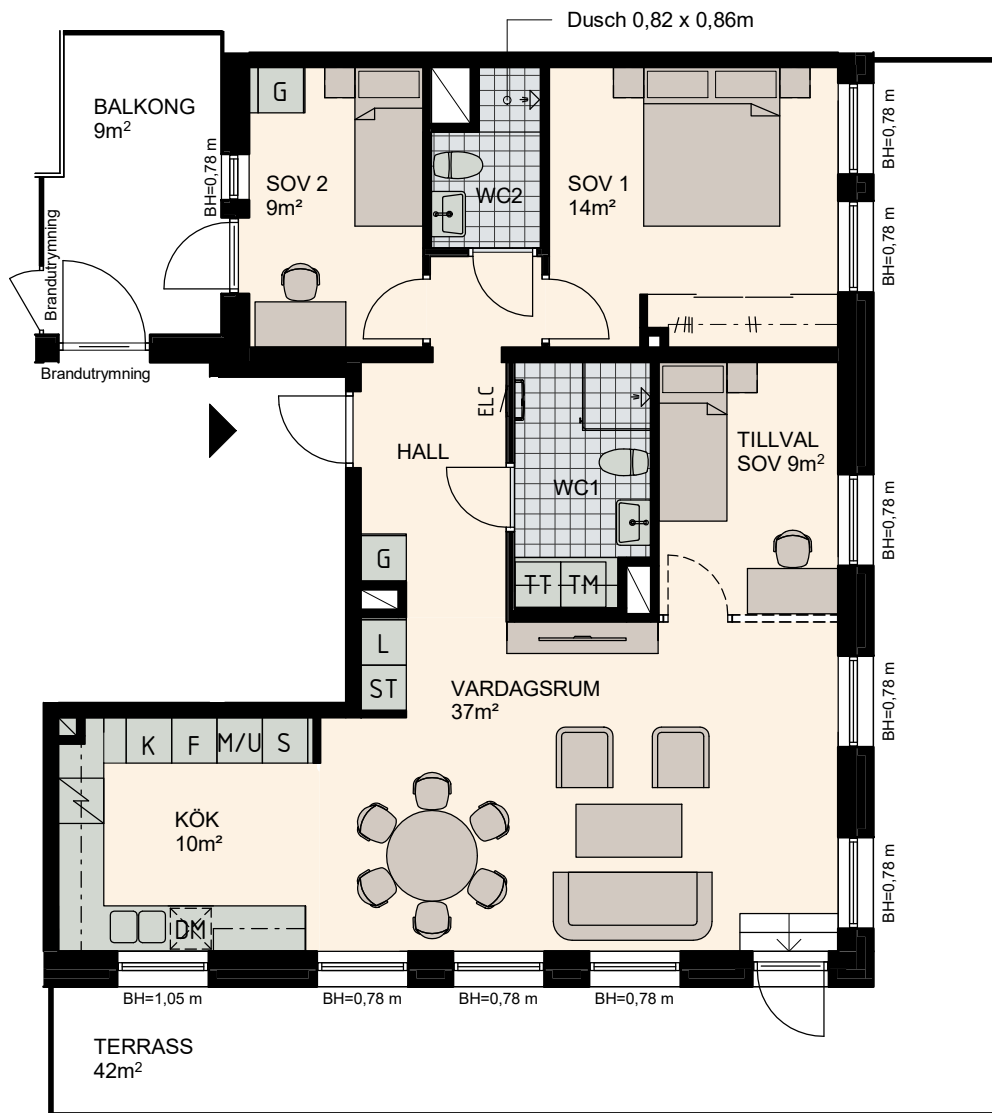 Dusch 0,82 x 0,86m
BALKONG
9m²
BH=0,78 m
G
SOV 2
9m²
WC2
SOV 1
14m²
BH=0,78 m
BH=0,78 m
Brandutrymning
Brandutrymning
ELC
HALL
WC1
TILLVAL
SOV 9m²
BH=0,78 m
G
TT
TM
L
ST
VARDAGSRUM
37m²
BH=0,78 m
K
F
M/U
S
KÖK
10m²
BH=0,78 m
DM
BH=1,05 m
BH=0,78 m
BH=0,78 m
BH=0,78 m
TERRASS
42m²